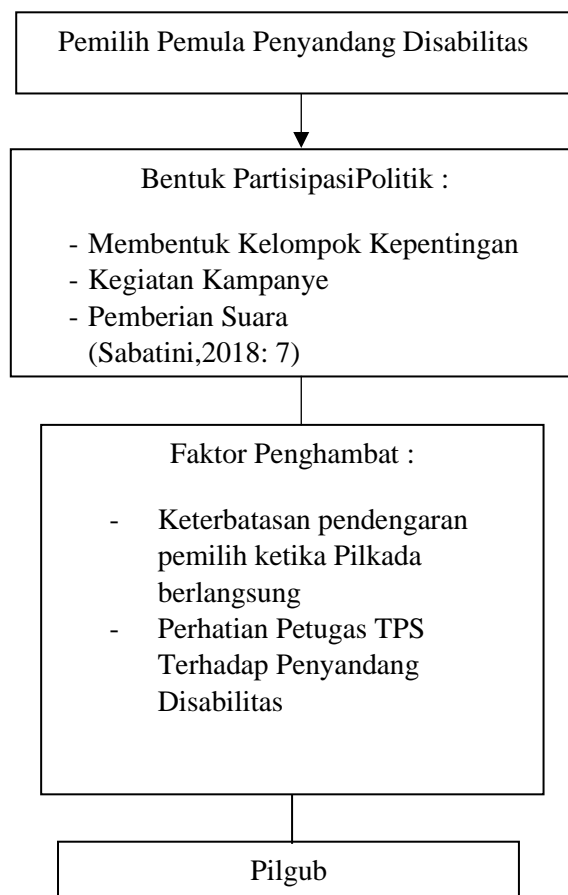 Pemilih Pemula Penyandang Disabilitas
Bentuk PartisipasiPolitik :
- Membentuk Kelompok Kepentingan
- Kegiatan Kampanye
- Pemberian Suara
(Sabatini,2018: 7)
Faktor Penghambat :
- Keterbatasan pendengaran
pemilih ketika Pilkada
berlangsung
- Perhatian Petugas TPS
Terhadap Penyandang
Disabilitas
Pilgub